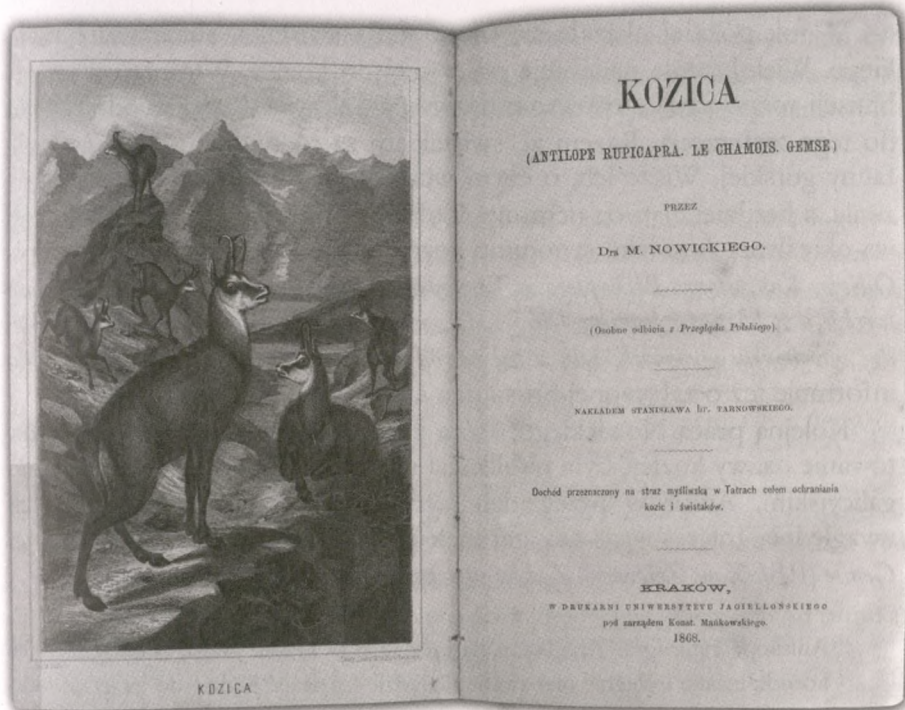 KOZICA
KOZICA
(ANTILOPE RUPICAPRA. LE CHAMOIS. GEMSE)
PRZEZ
Dra M. NOWICKIEGO.
(Osobne odbicie z Przeglądu Polskiego).
NAKŁADEM STANISŁAWA hr. TARNOWSKIEGO.
Dochód przeznaczony na straż myśliwską w Tatrach celem ochraniania
kozic i świstaków.
KRAKÓW,
W DRUKARNI UNIWERSYTETU JAGIELLOŃSKIEGO
pod zarządem Konst. Mańkowskiego.
1868.